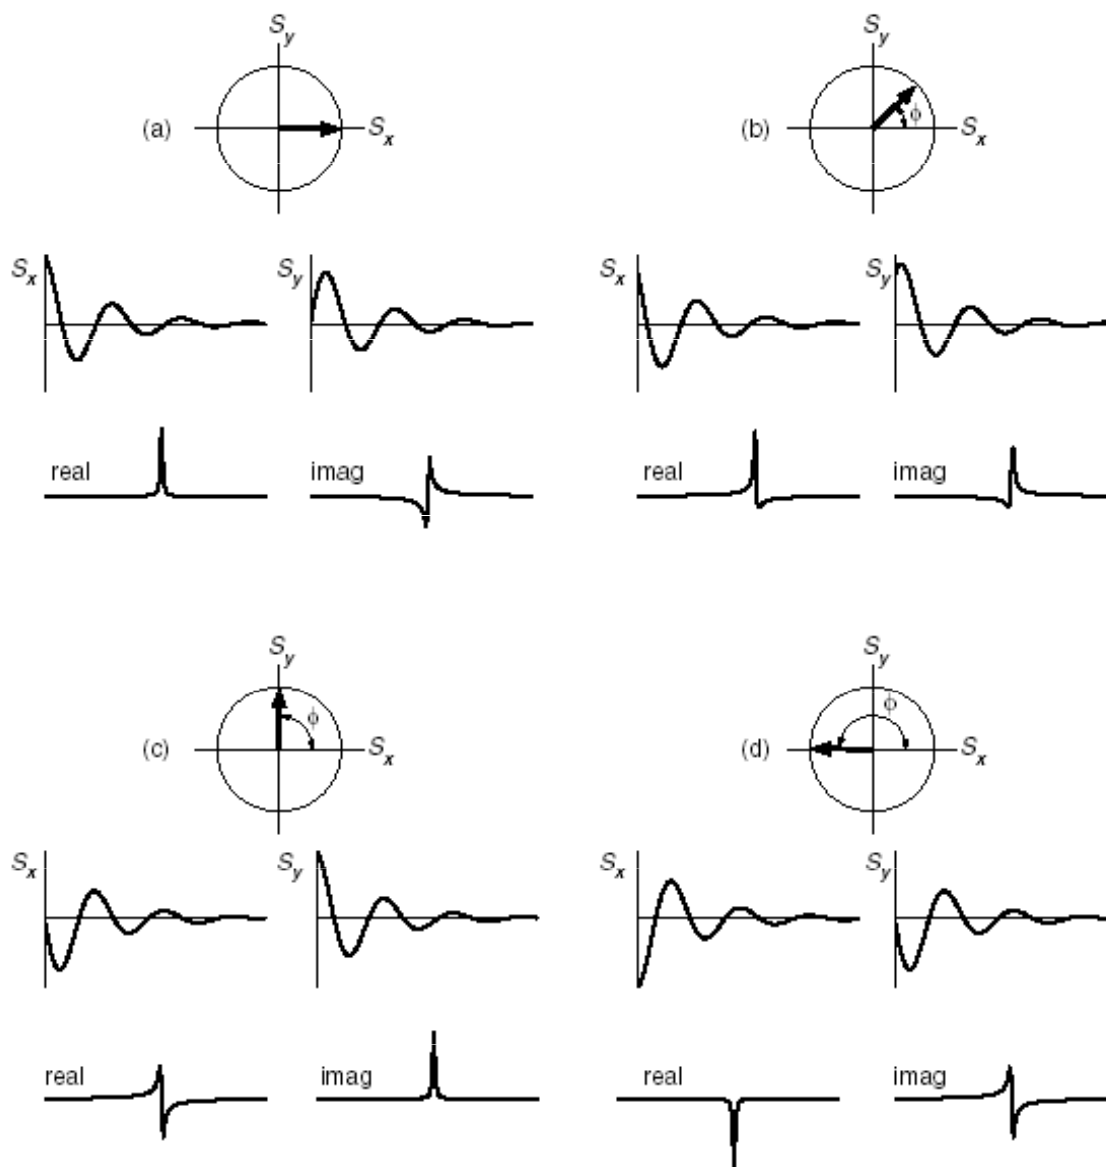 S_y S_y
(a) S_x (b) ϕ S_x
S_x S_y S_x S_y
real imag real imag
S_y S_y
(c) ϕ S_x (d) ϕ S_x
S_x S_y S_x S_y
real imag real imag